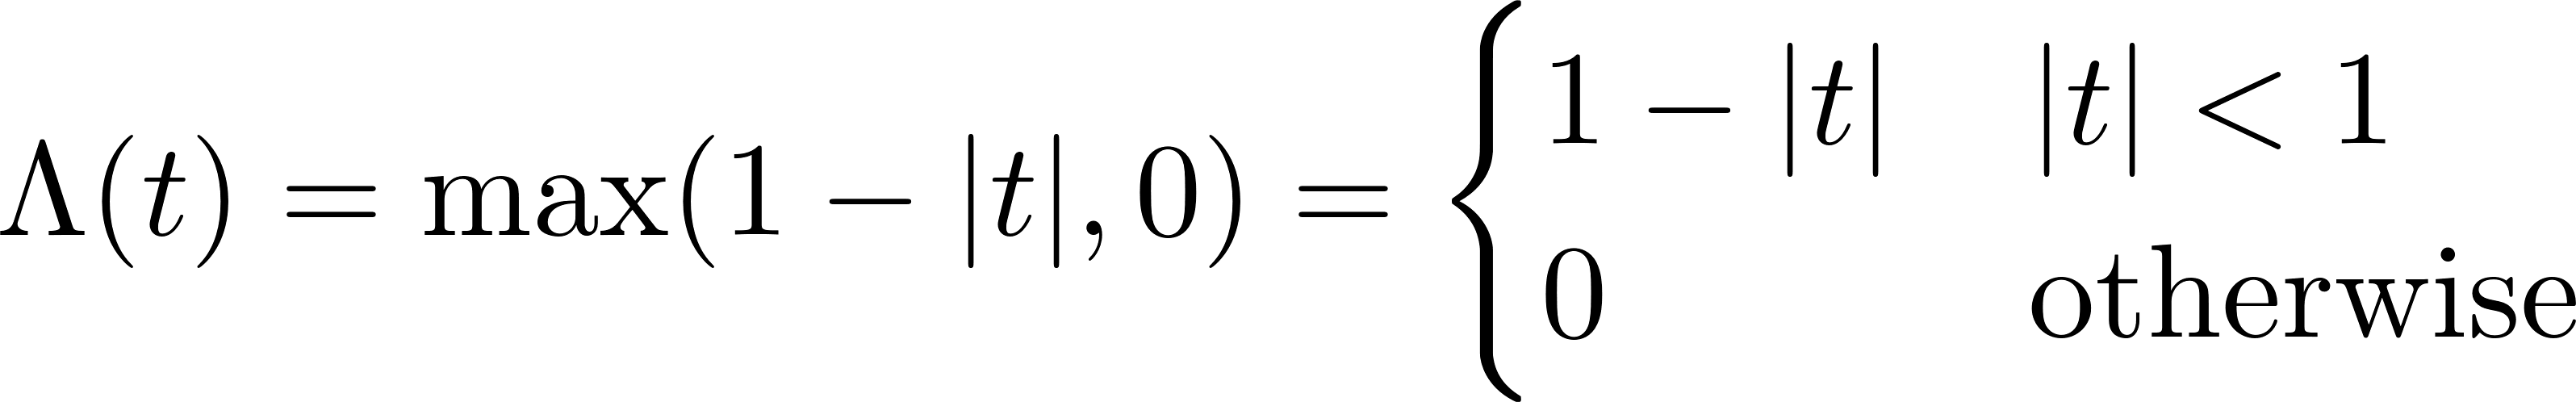 Λ(t) = max(1 − |t|, 0) = { 1 − |t|   |t| < 1
0   otherwise